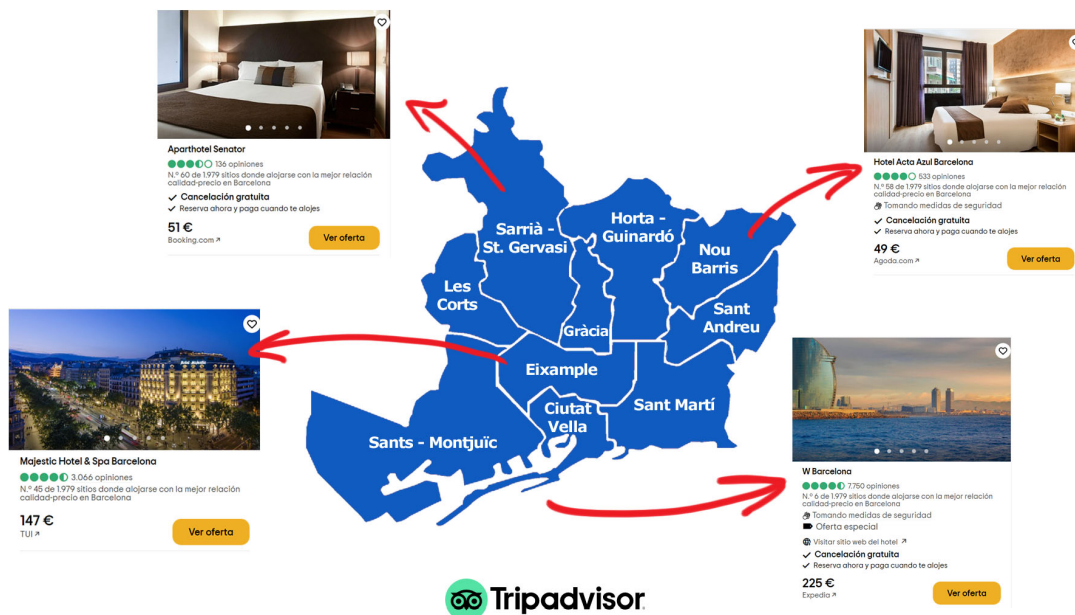 Aparthotel Senator
136 opiniones
N.º 60 de 1.979 sitios donde alojarse con la mejor relación
calidad-precio en Barcelona
Cancelación gratuita
Reserva ahora y paga cuando te alojes
51 €
Booking.com
Ver oferta
Hotel Acta Azul Barcelona
533 opiniones
N.º 58 de 1.979 sitios donde alojarse con la mejor relación
calidad-precio en Barcelona
Tomando medidas de seguridad
Cancelación gratuita
Reserva ahora y paga cuando te alojes
49 €
Agoda.com
Ver oferta
Sarrià -
St. Gervasi
Horta -
Guinardó
Nou
Barris
Les
Corts
Sant
Andreu
Gràcia
Eixample
Ciutat
Vella
Sant Martí
Sants - Montjuïc
Majestic Hotel & Spa Barcelona
3.066 opiniones
N.º 45 de 1.979 sitios donde alojarse con la mejor relación
calidad-precio en Barcelona
147 €
TUI
Ver oferta
W Barcelona
7.750 opiniones
N.º 6 de 1.979 sitios donde alojarse con la mejor relación
calidad-precio en Barcelona
Tomando medidas de seguridad
Oferta especial
Visitar sitio web del hotel
Cancelación gratuita
Reserva ahora y paga cuando te alojes
225 €
Expedia
Ver oferta
Tripadvisor